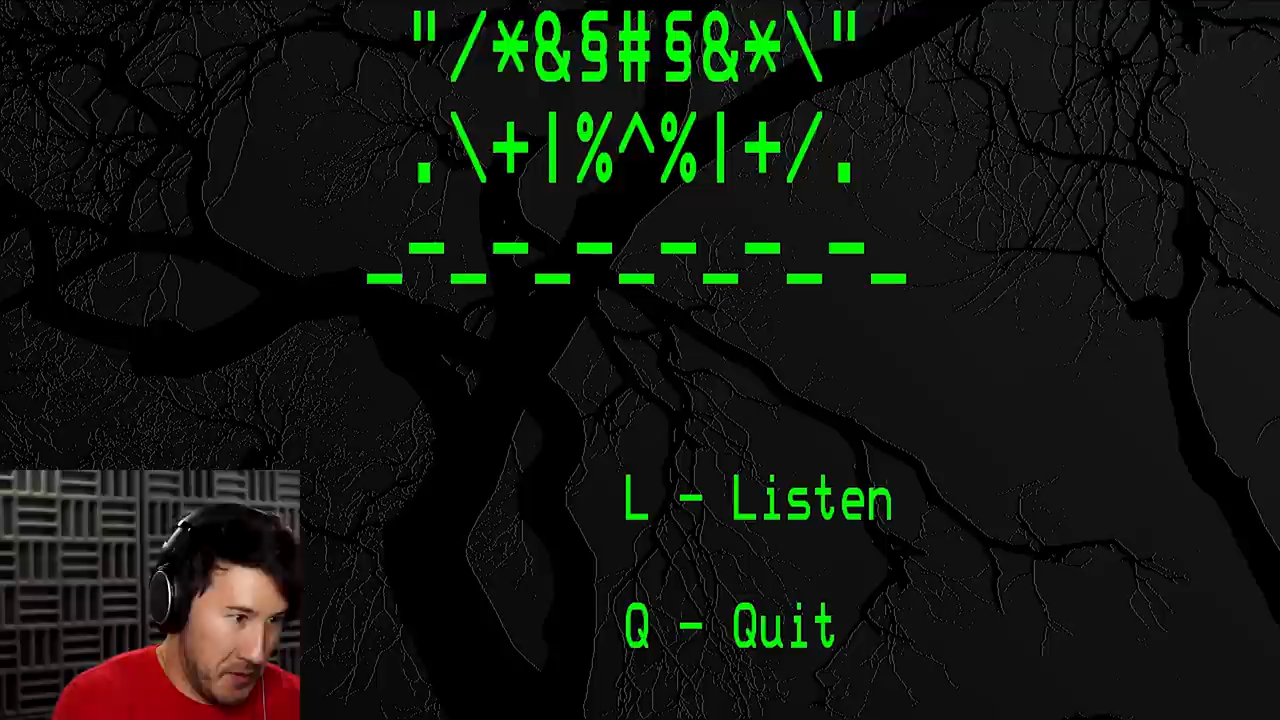 "/*&§#§&*\"
.\+|%^%|+/.
_-_-_-_-_-_-_
L - Listen
Q - Quit